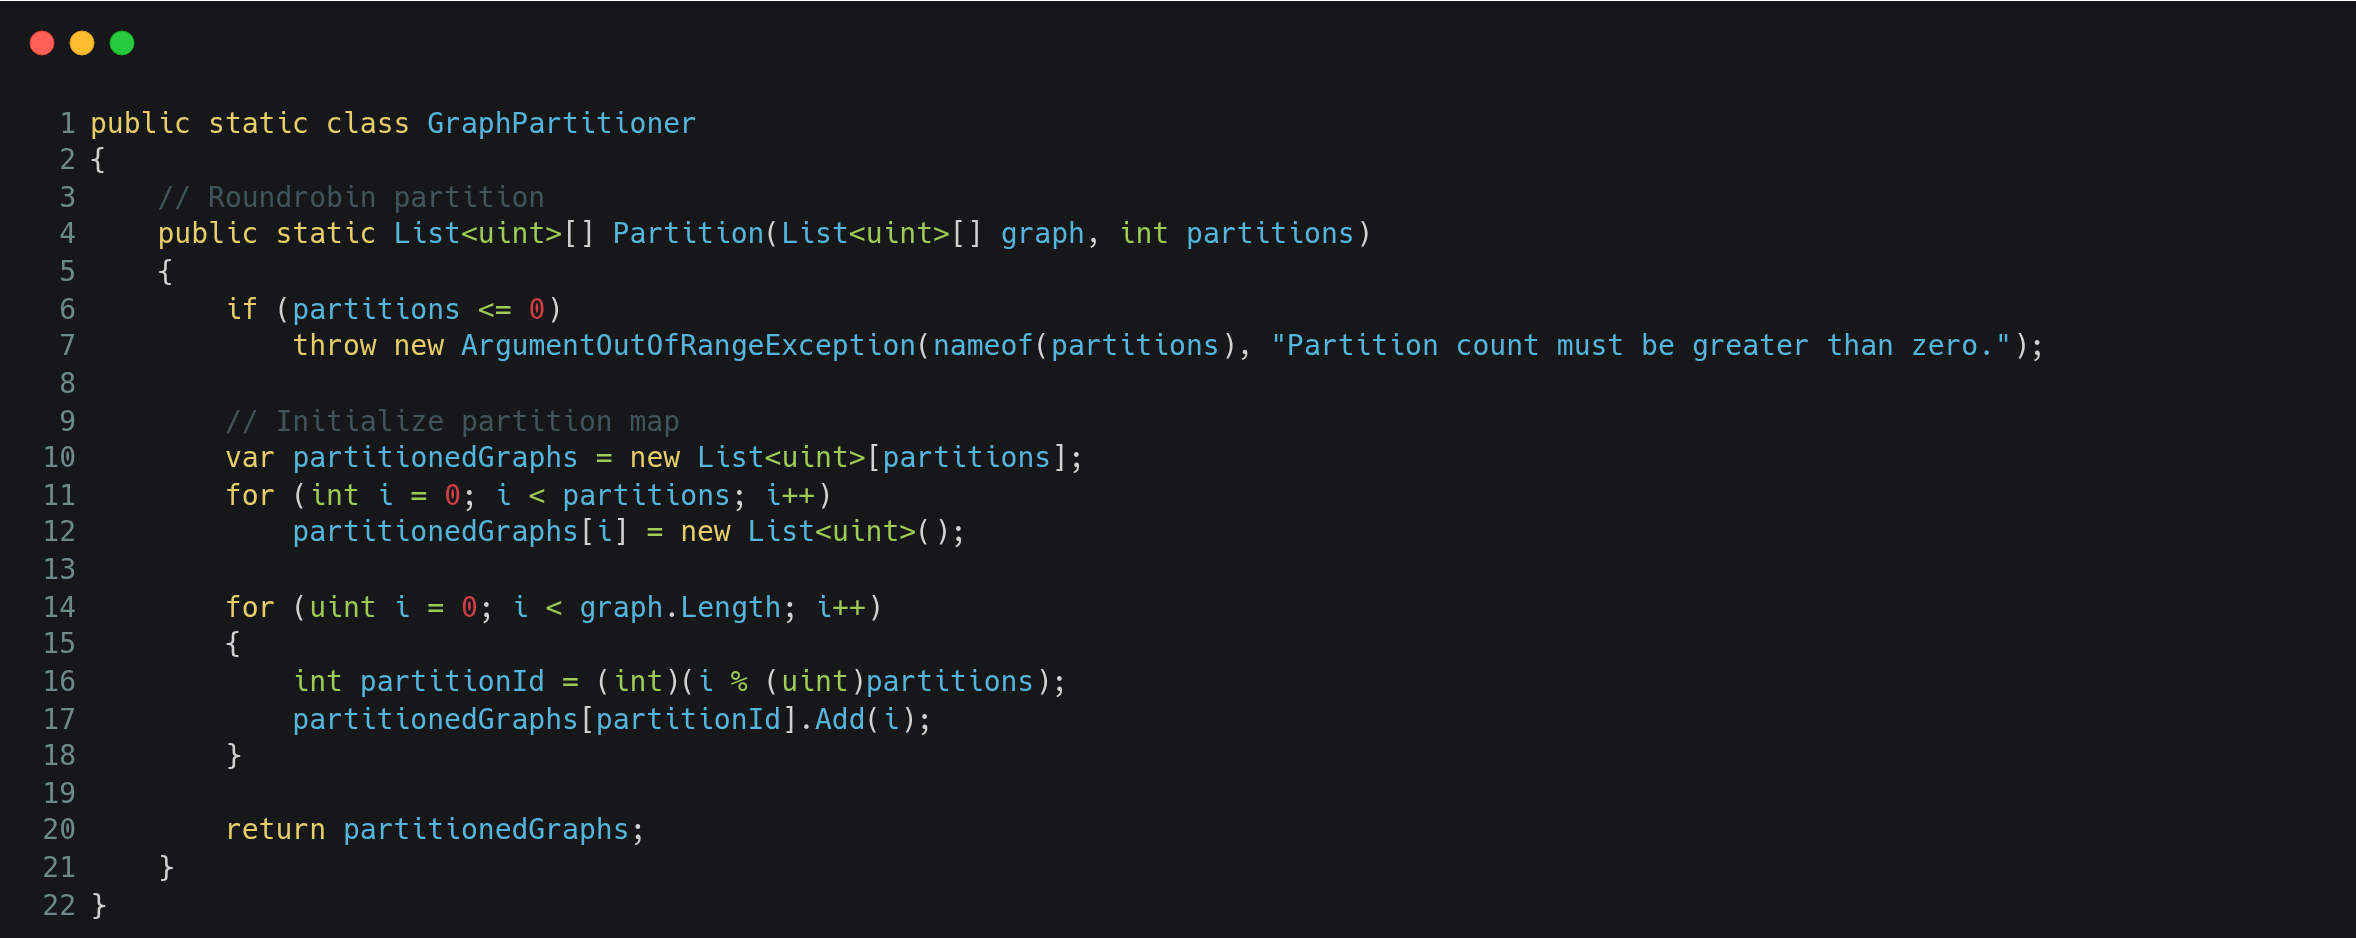 1 public static class GraphPartitioner
2 {
3     // Roundrobin partition
4     public static List<uint>[] Partition(List<uint>[] graph, int partitions)
5     {
6         if (partitions <= 0)
7             throw new ArgumentOutOfRangeException(nameof(partitions), "Partition count must be greater than zero.");
8
9         // Initialize partition map
10         var partitionedGraphs = new List<uint>[partitions];
11         for (int i = 0; i < partitions; i++)
12             partitionedGraphs[i] = new List<uint>();
13
14         for (uint i = 0; i < graph.Length; i++)
15         {
16             int partitionId = (int)(i % (uint)partitions);
17             partitionedGraphs[partitionId].Add(i);
18         }
19
20         return partitionedGraphs;
21     }
22 }